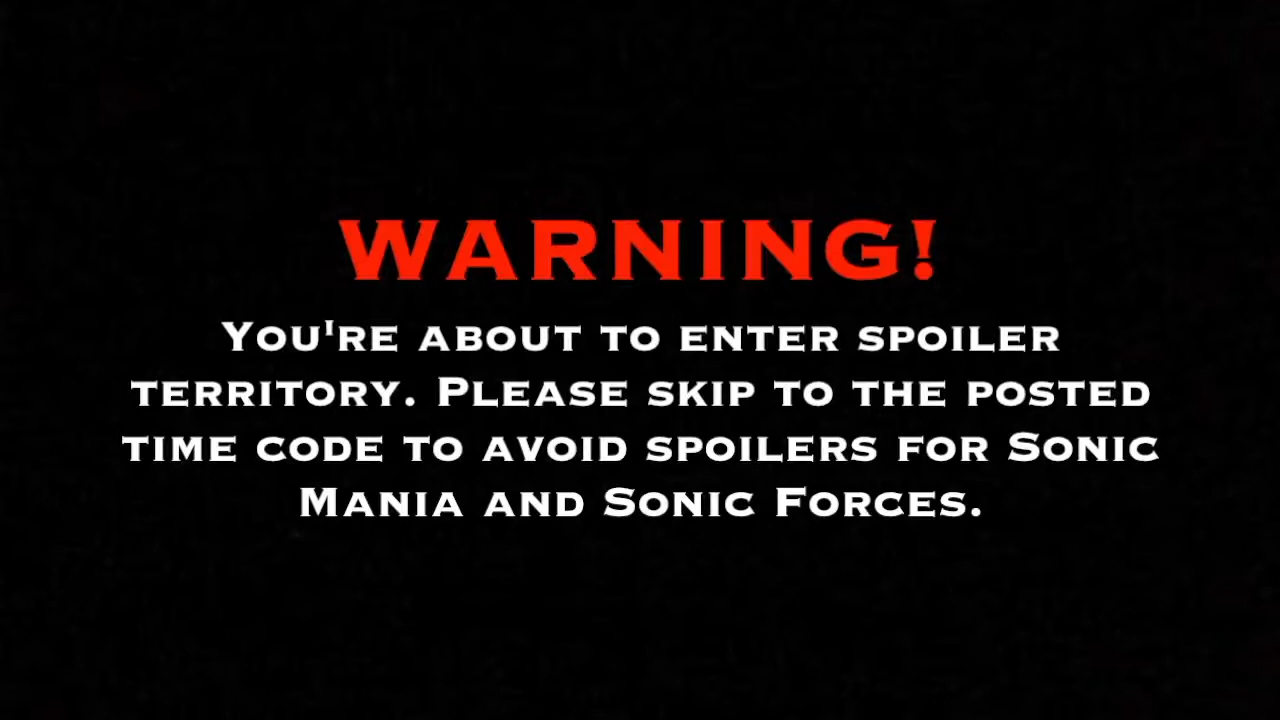 WARNING!
You're about to enter spoiler
territory. Please skip to the posted
time code to avoid spoilers for Sonic
Mania and Sonic Forces.